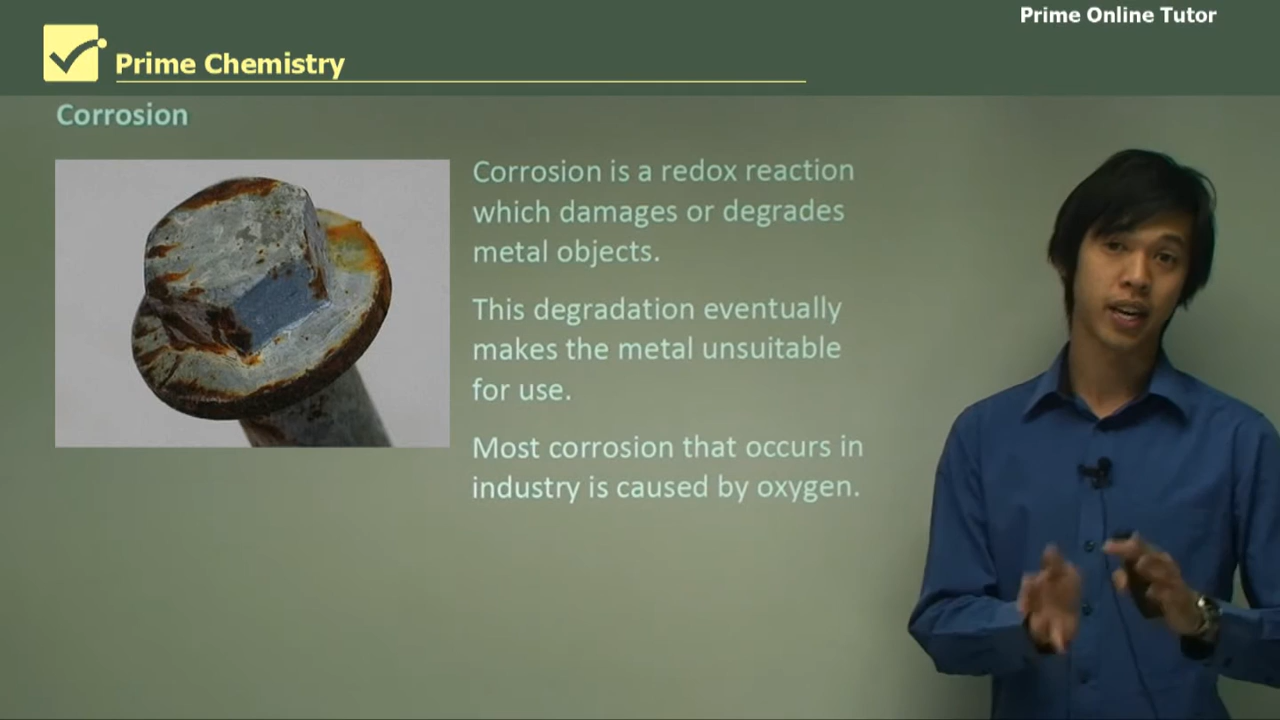 Prime Online Tutor
Prime Chemistry
Corrosion
Corrosion is a redox reaction
which damages or degrades
metal objects.
This degradation eventually
makes the metal unsuitable
for use.
Most corrosion that occurs in
industry is caused by oxygen.